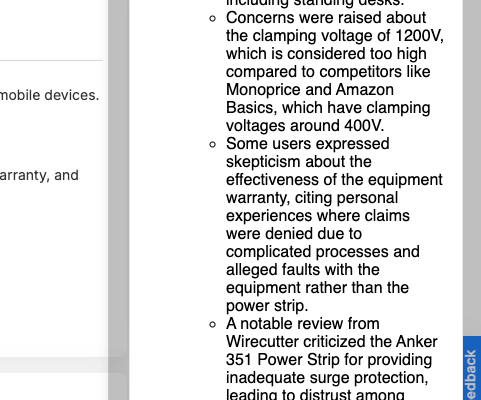 including standing desks.
Concerns were raised about
the clamping voltage of 1200V,
which is considered too high
compared to competitors like
Monoprice and Amazon
Basics, which have clamping
voltages around 400V.
Some users expressed
skepticism about the
effectiveness of the equipment
warranty, citing personal
experiences where claims
were denied due to
complicated processes and
alleged faults with the
equipment rather than the
power strip.
A notable review from
Wirecutter criticized the Anker
351 Power Strip for providing
inadequate surge protection,
leading to distrust among
mobile devices.
arranty, and
edback